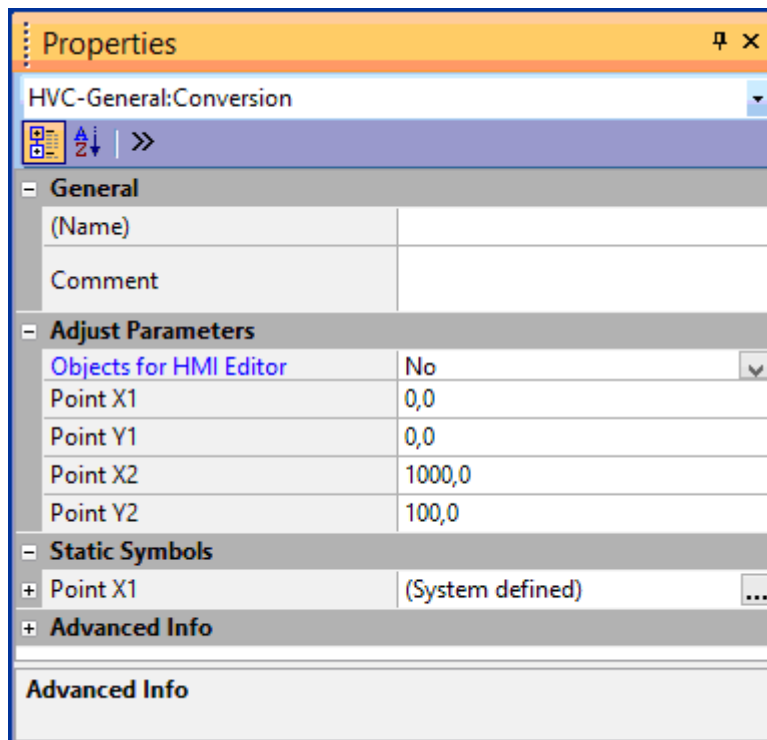 Properties
HVC-General:Conversion
General
(Name)
Comment
Adjust Parameters
Objects for HMI Editor No
Point X1 0,0
Point Y1 0,0
Point X2 1000,0
Point Y2 100,0
Static Symbols
Point X1 (System defined) ...
Advanced Info
Advanced Info